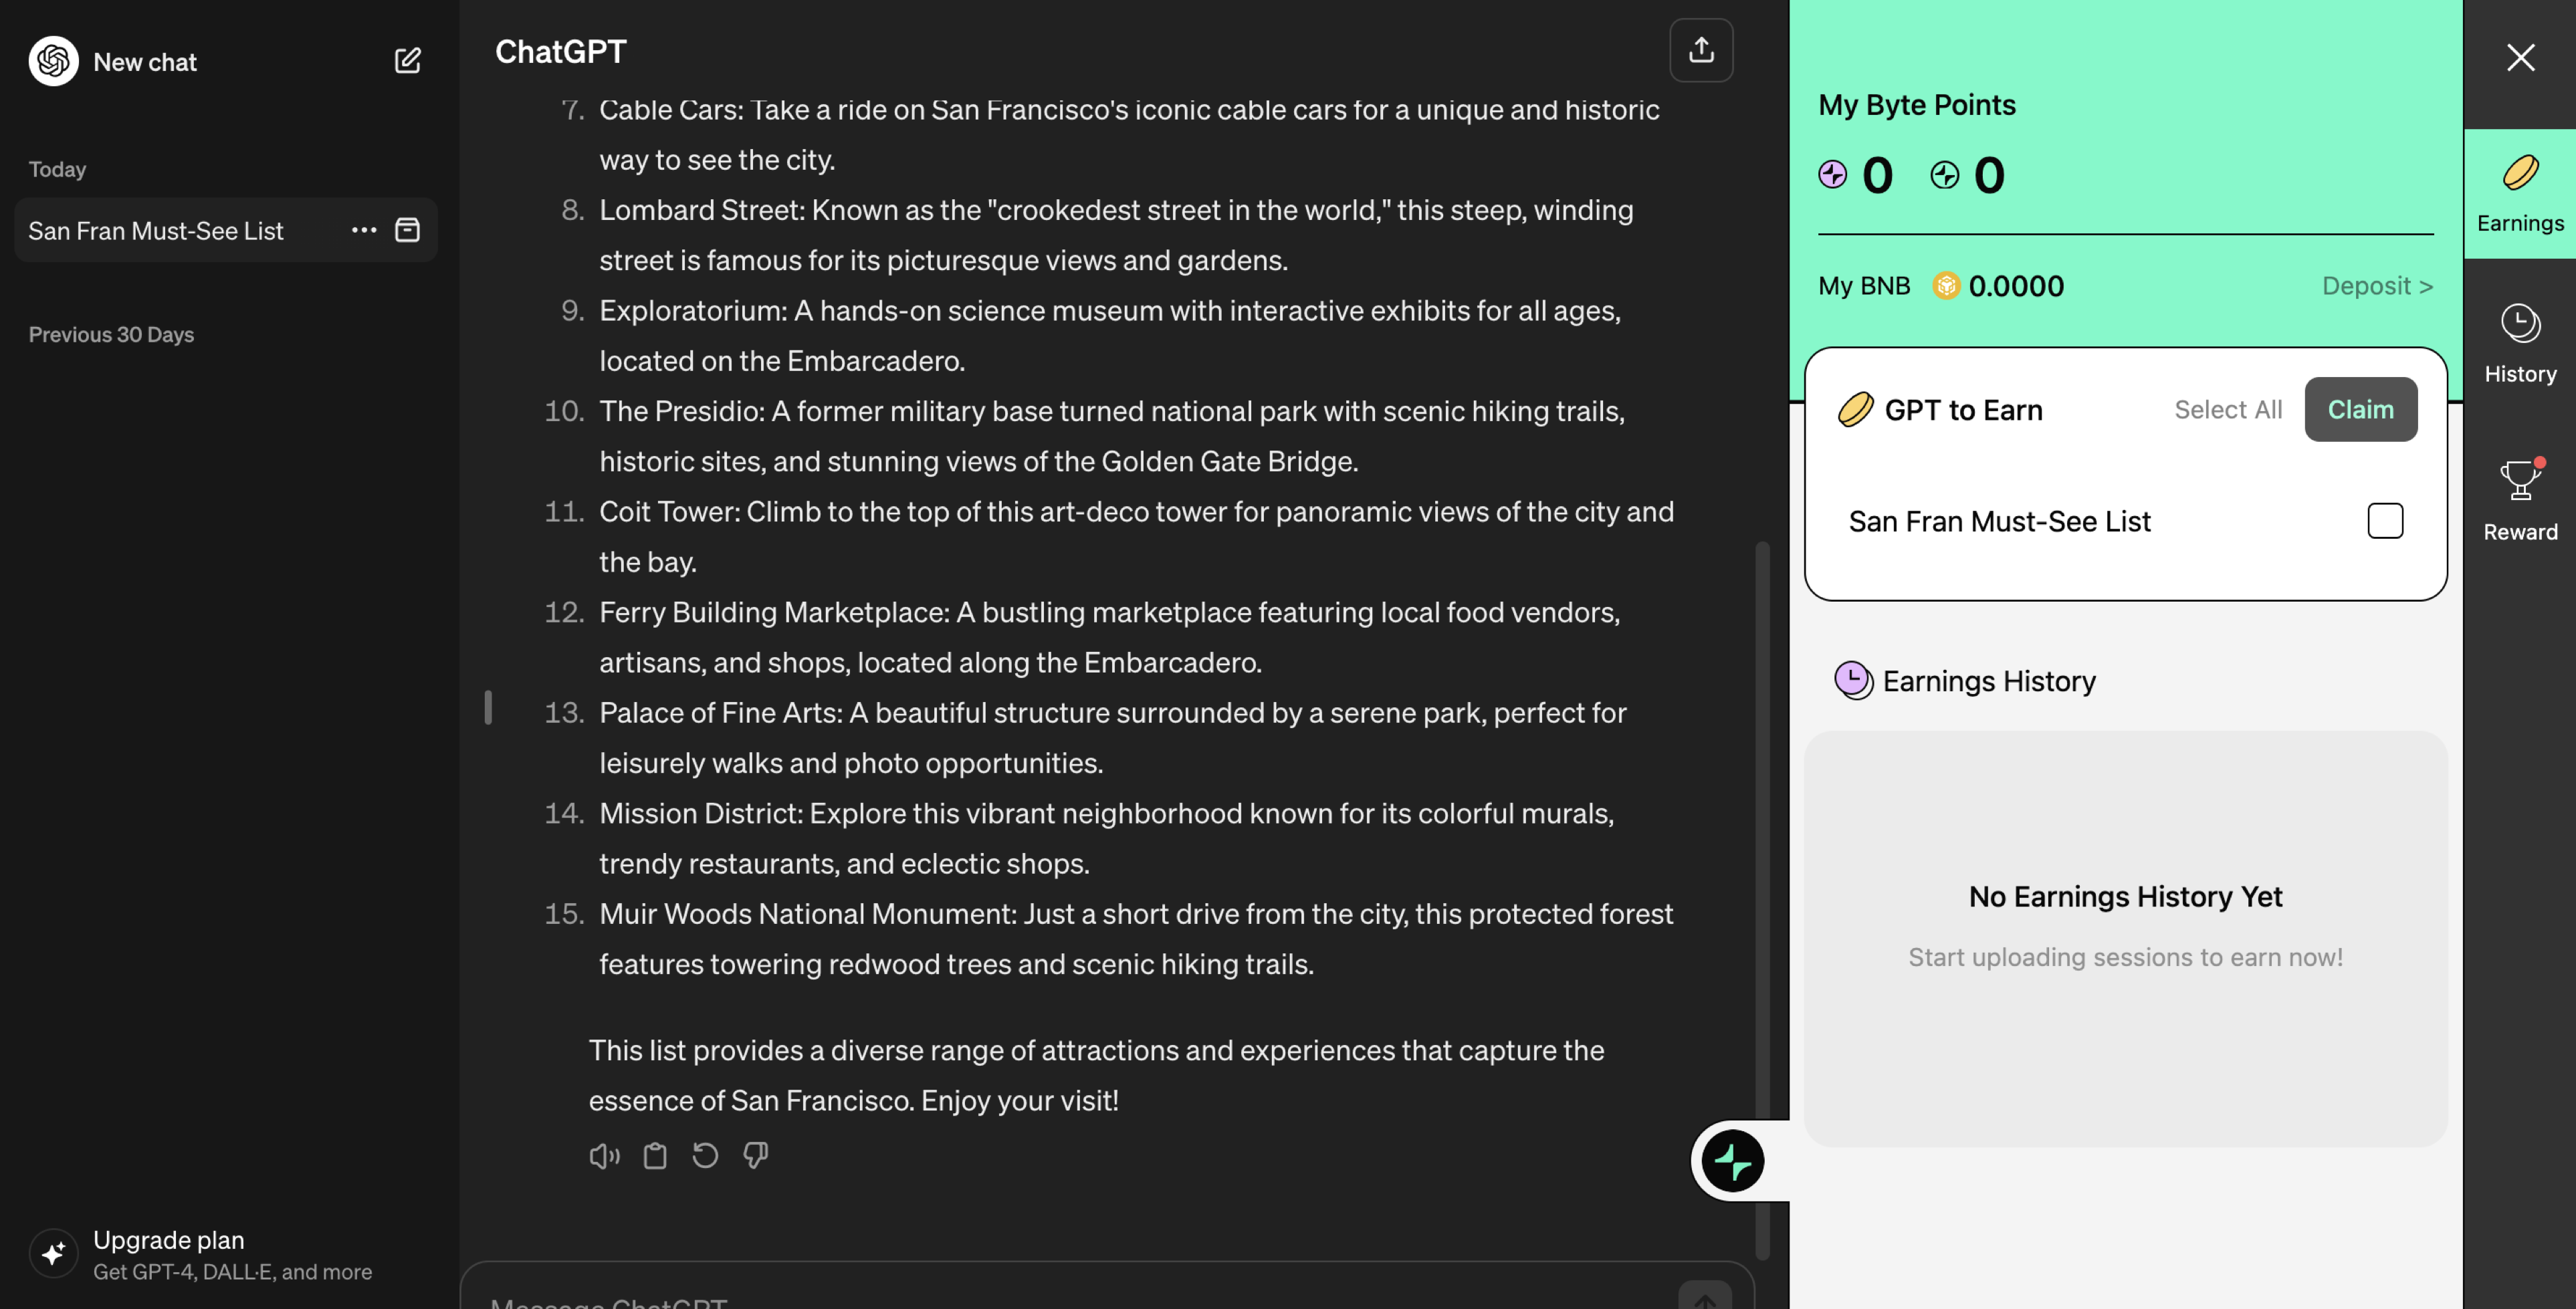 New chat
Today
San Fran Must-See List
Previous 30 Days
Upgrade plan
Get GPT-4, DALL·E, and more
ChatGPT
7. Cable Cars: Take a ride on San Francisco's iconic cable cars for a unique and historic
way to see the city.
8. Lombard Street: Known as the "crookedest street in the world," this steep, winding
street is famous for its picturesque views and gardens.
9. Exploratorium: A hands-on science museum with interactive exhibits for all ages,
located on the Embarcadero.
10. The Presidio: A former military base turned national park with scenic hiking trails,
historic sites, and stunning views of the Golden Gate Bridge.
11. Coit Tower: Climb to the top of this art-deco tower for panoramic views of the city and
the bay.
12. Ferry Building Marketplace: A bustling marketplace featuring local food vendors,
artisans, and shops, located along the Embarcadero.
13. Palace of Fine Arts: A beautiful structure surrounded by a serene park, perfect for
leisurely walks and photo opportunities.
14. Mission District: Explore this vibrant neighborhood known for its colorful murals,
trendy restaurants, and eclectic shops.
15. Muir Woods National Monument: Just a short drive from the city, this protected forest
features towering redwood trees and scenic hiking trails.
This list provides a diverse range of attractions and experiences that capture the
essence of San Francisco. Enjoy your visit!
Message ChatGPT
My Byte Points
0 0
My BNB 0.0000 Deposit >
GPT to Earn Select All Claim
San Fran Must-See List
Earnings History
No Earnings History Yet
Start uploading sessions to earn now!
Earnings
History
Reward